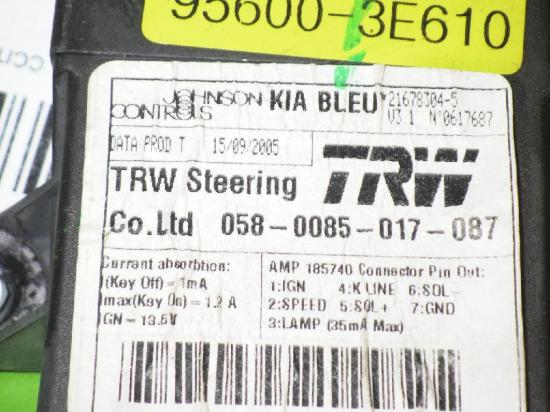 95600-3E610
JOHNSON CONTROLS KIA BLEU 21678304-5
V3.1 N°0617687
DATA PROD T 15/09/2005
TRW
TRW Steering
Co.Ltd 058-0085-017-087
Current absorbtion:
I(Key Off) = 1mA
Imax(Key On) = 1.2 A
IGN - 13.5V
AMP 185740 Connector Pin Out:
1:IGN 4:K LINE 6:SOL-
2:SPEED 5:SOL+ 7:GND
3:LAMP (35mA Max)